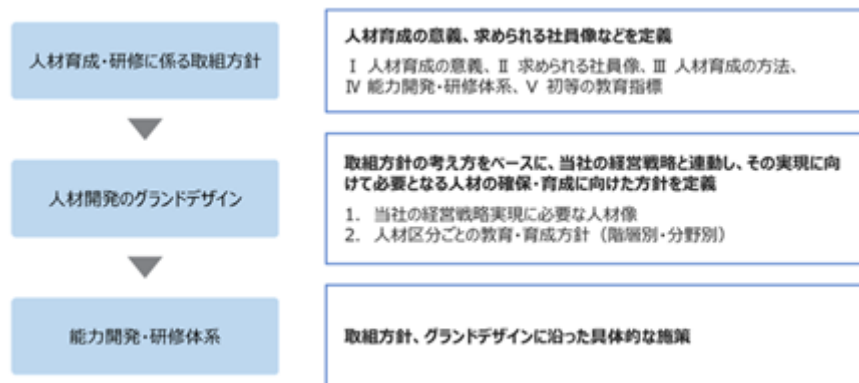 人材育成・研修に係る取組方針
人材育成の意義、求められる社員像などを定義
Ⅰ 人材育成の意義、Ⅱ 求められる社員像、Ⅲ 人材育成の方法、
Ⅳ 能力開発・研修体系、Ⅴ 初等の教育指標
人材開発のグランドデザイン
取組方針の考え方をベースに、当社の経営戦略と連動し、その実現に向
けて必要となる人材の確保・育成に向けた方針を定義
1. 当社の経営戦略実現に必要な人材像
2. 人材区分ごとの教育・育成方針（階層別・分野別）
能力開発・研修体系
取組方針、グランドデザインに沿った具体的な施策